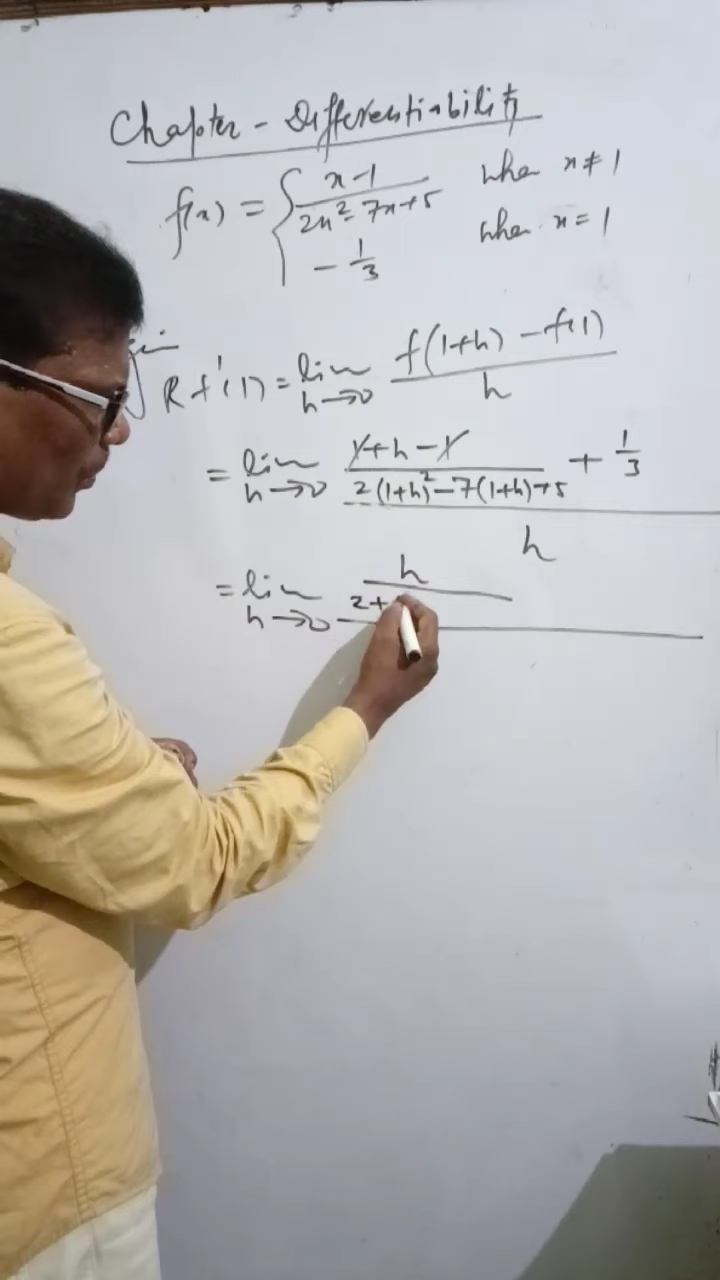 Chapter - Differentiability
f(x) = { x-1 / 2x² - 7x+5 when x ≠ 1
- 1/3 when x = 1
Rf'(1) = lim h→0 f(1+h) - f(1) / h
= lim h→0 1+h-1 / 2(1+h)² - 7(1+h)+5 + 1/3 / h
= lim h→0 h / 2+